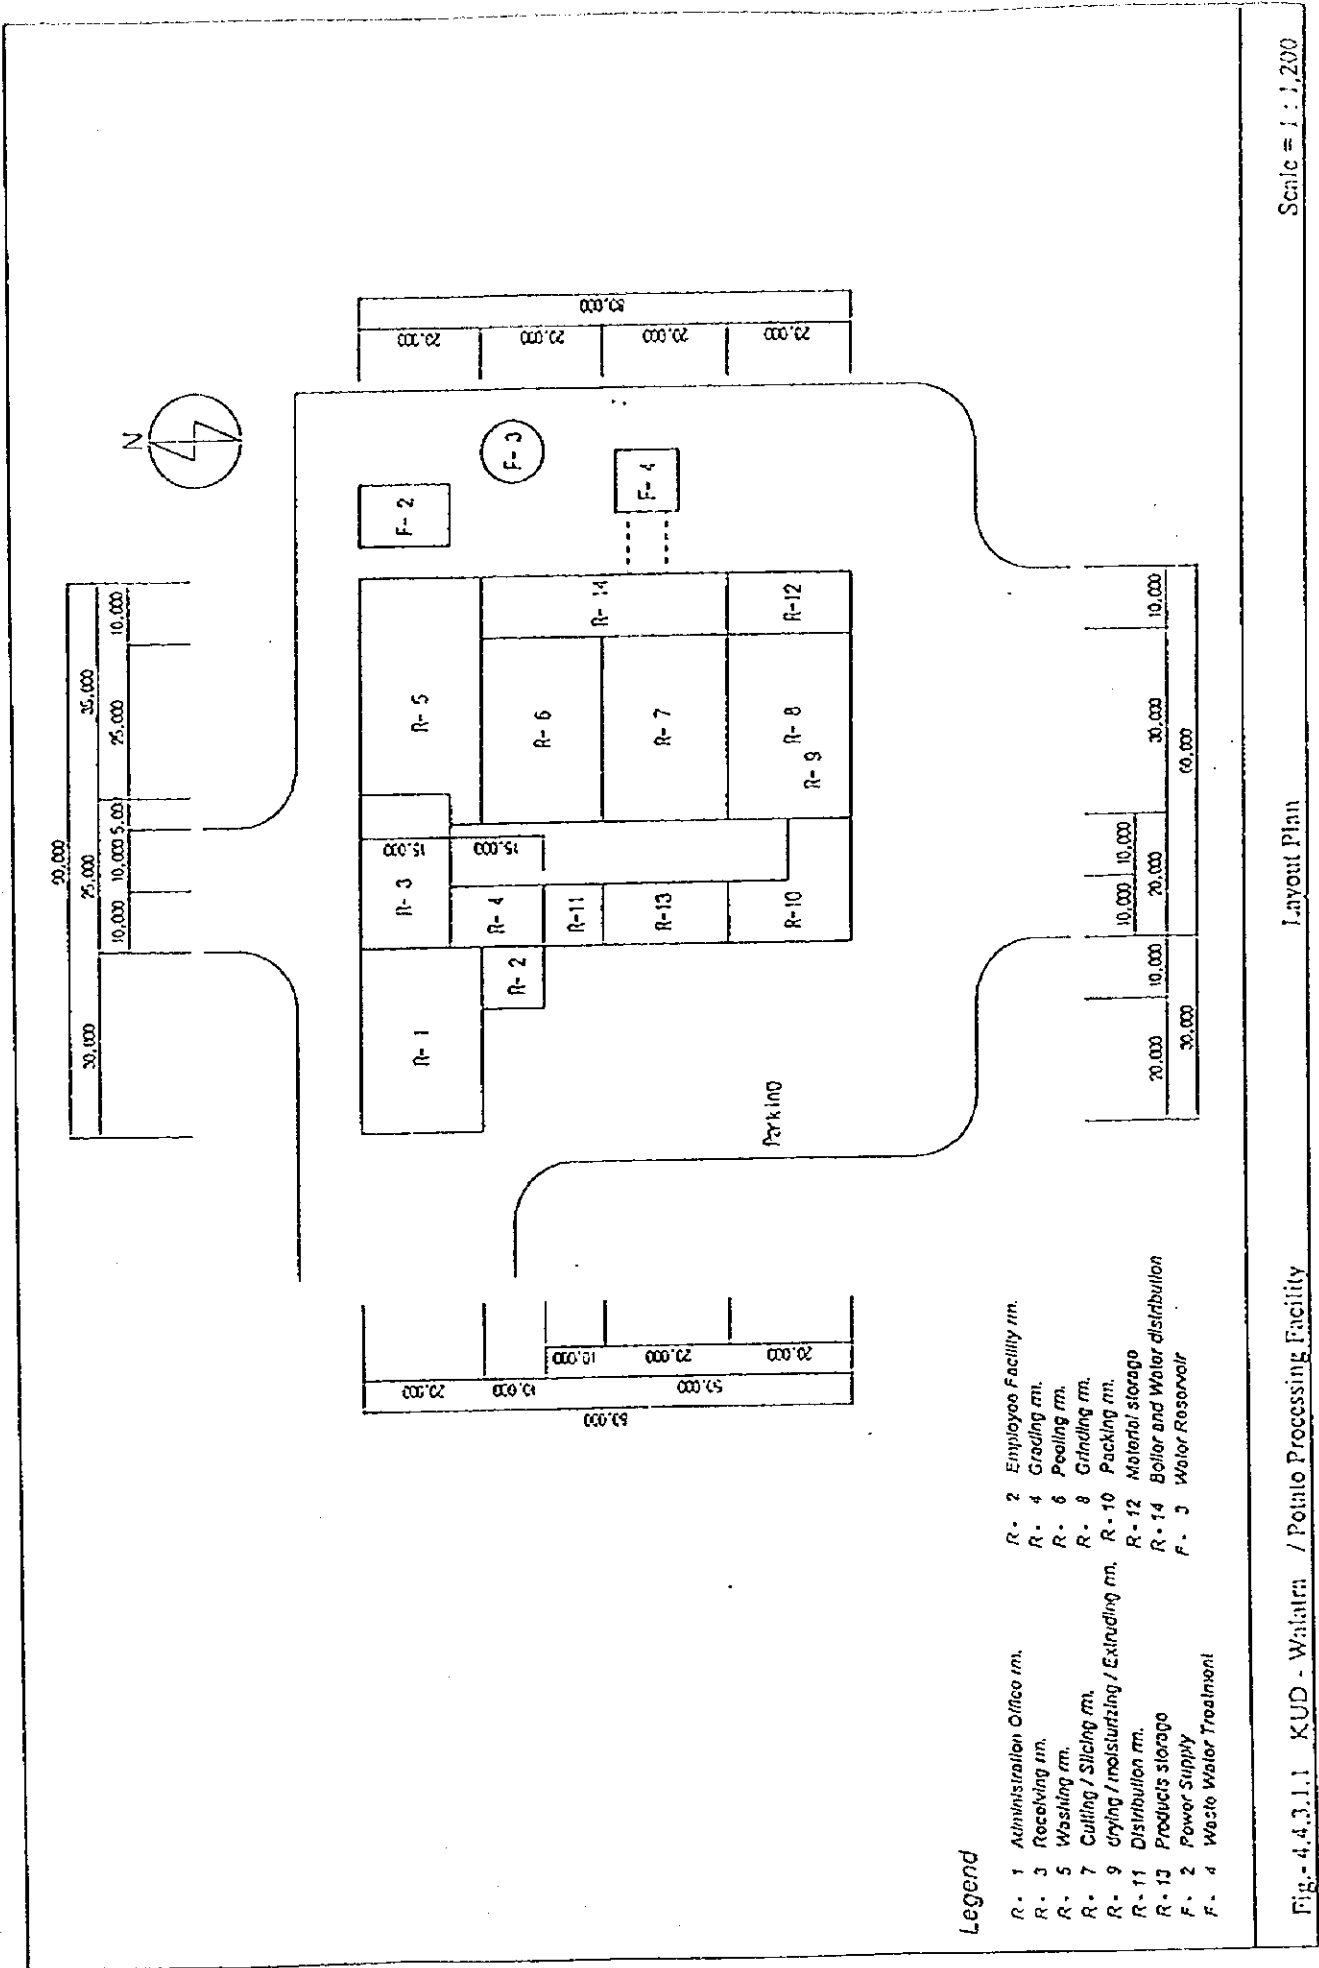 N
90,000
30,000
25,000
35,000
10,000
10,000
5,00
25,000
10,000
20,000
20,000
20,000
20,000
80,000
F- 2
F- 3
F- 4
R- 1
R- 2
R- 3
15,000
R- 4
15,000
R- 5
R- 6
R- 14
R-11
R-13
R- 7
R-10
R- 9
R- 8
R-12
Parking
20,000
10,000
10,000
20,000
20,000
50,000
80,000
10,000
10,000
20,000
10,000
20,000
30,000
10,000
30,000
60,000
Legend
R - 1 Administration Office rm.
R - 2 Employee Facility rm.
R - 3 Receiving rm.
R - 4 Grading rm.
R - 5 Washing rm.
R - 6 Peeling rm.
R - 7 Cutting / Slicing rm.
R - 8 Grinding rm.
R - 9 drying / moisturizing / Extruding rm.
R - 10 Packing rm.
R - 11 Distribution rm.
R - 12 Material storage
R - 13 Products storage
R - 14 Boiler and Water distribution
F - 2 Power Supply
F - 3 Water Reservoir
F - 4 Waste Water Treatment
Fig.- 4.4.3.1.1 KUD - Walatra / Potato Processing Facility
Layout Plan
Scale = 1 : 1,200